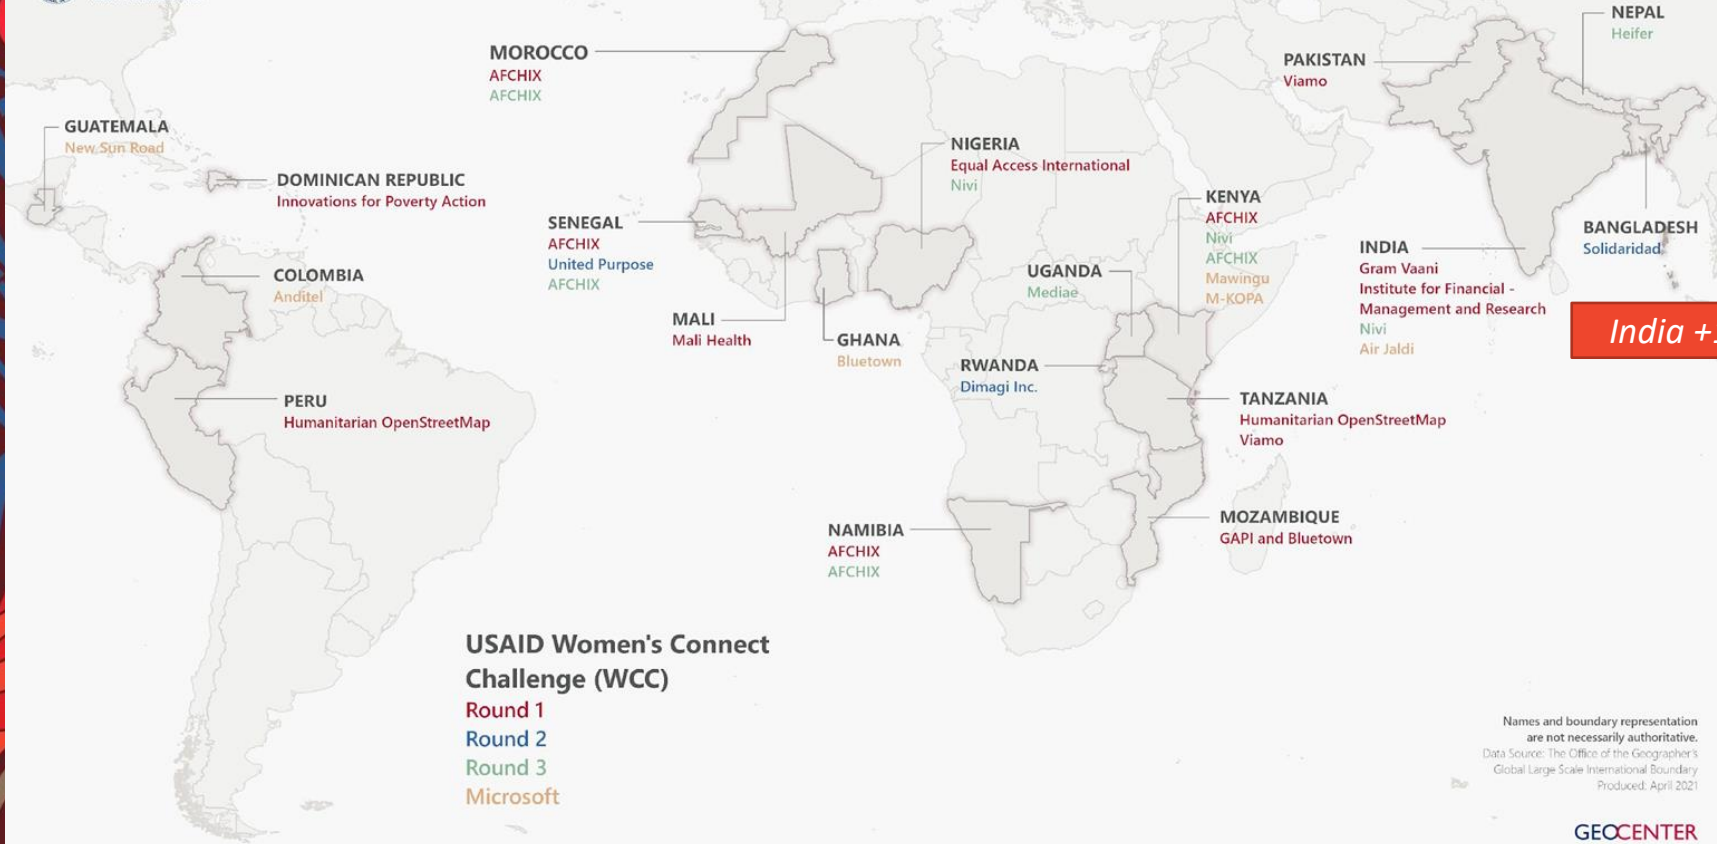 NEPAL
Heifer
MOROCCO
AFCHIX
AFCHIX
PAKISTAN
Viamo
GUATEMALA
New Sun Road
NIGERIA
Equal Access International
Nivi
DOMINICAN REPUBLIC
Innovations for Poverty Action
KENYA
AFCHIX
Nivi
AFCHIX
Mawingu
M-KOPA
SENEGAL
AFCHIX
United Purpose
AFCHIX
BANGLADESH
Solidaridad
INDIA
Gram Vaani
Institute for Financial -
Management and Research
Nivi
Air Jaldi
COLOMBIA
Anditel
UGANDA
Mediae
MALI
Mali Health
GHANA
Bluetown
India +
RWANDA
Dimagi Inc.
PERU
Humanitarian OpenStreetMap
TANZANIA
Humanitarian OpenStreetMap
Viamo
MOZAMBIQUE
GAPI and Bluetown
NAMIBIA
AFCHIX
AFCHIX
USAID Women's Connect
Challenge (WCC)
Round 1
Round 2
Round 3
Microsoft
Names and boundary representation
are not necessarily authoritative.
Data Source: The Office of the Geographer's
Global Large Scale International Boundary
Produced: April 2021
GEOCENTER